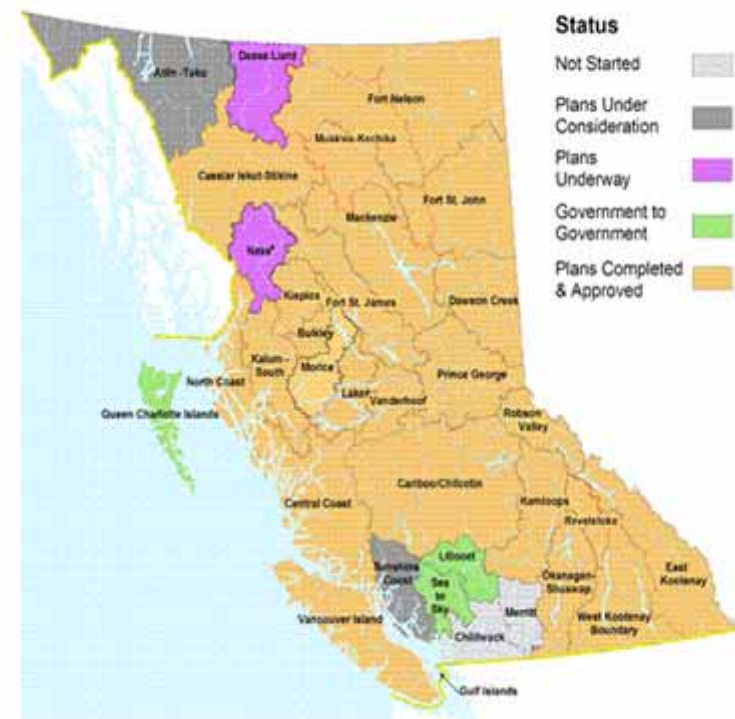 Status
Not Started
Plans Under
Consideration
Plans
Underway
Government to
Government
Plans Completed
& Approved
Atlin-Taku
Dease Liard
Fort Nelson
Muskwa-Kechika
Cassiar Iskut-Stikine
Fort St. John
Mackenzie
Nass
Kispiox
Fort St. James
Dawson Creek
Bulkley
Kalum-
South
Morice
Prince George
North Coast
Lakes
Vanderhoof
Queen Charlotte Islands
Robson
Valley
Cariboo/Chilcotin
Central Coast
Kamloops
Revelstoke
Lillooet
Sunshine
Coast
Sea
to
Sky
Okanagan-
Shuswap
East
Kootenay
Merritt
Vancouver Island
West Kootenay
Boundary
Chilliwack
Gulf Islands